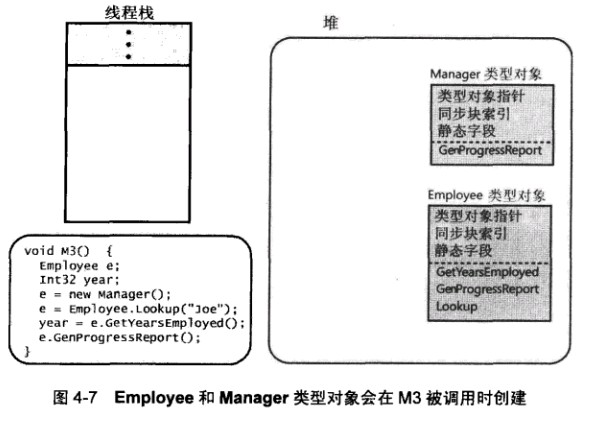 线程栈
堆
Manager 类型对象
类型对象指针
同步块索引
静态字段
GenProgressReport
Employee 类型对象
类型对象指针
同步块索引
静态字段
GetYearsEmployed
GenProgressReport
Lookup
void M3() {
Employee e;
Int32 year;
e = new Manager();
e = Employee.Lookup("Joe");
year = e.GetYearsEmployed();
e.GenProgressReport();
}
图 4-7 Employee 和 Manager 类型对象会在 M3 被调用时创建